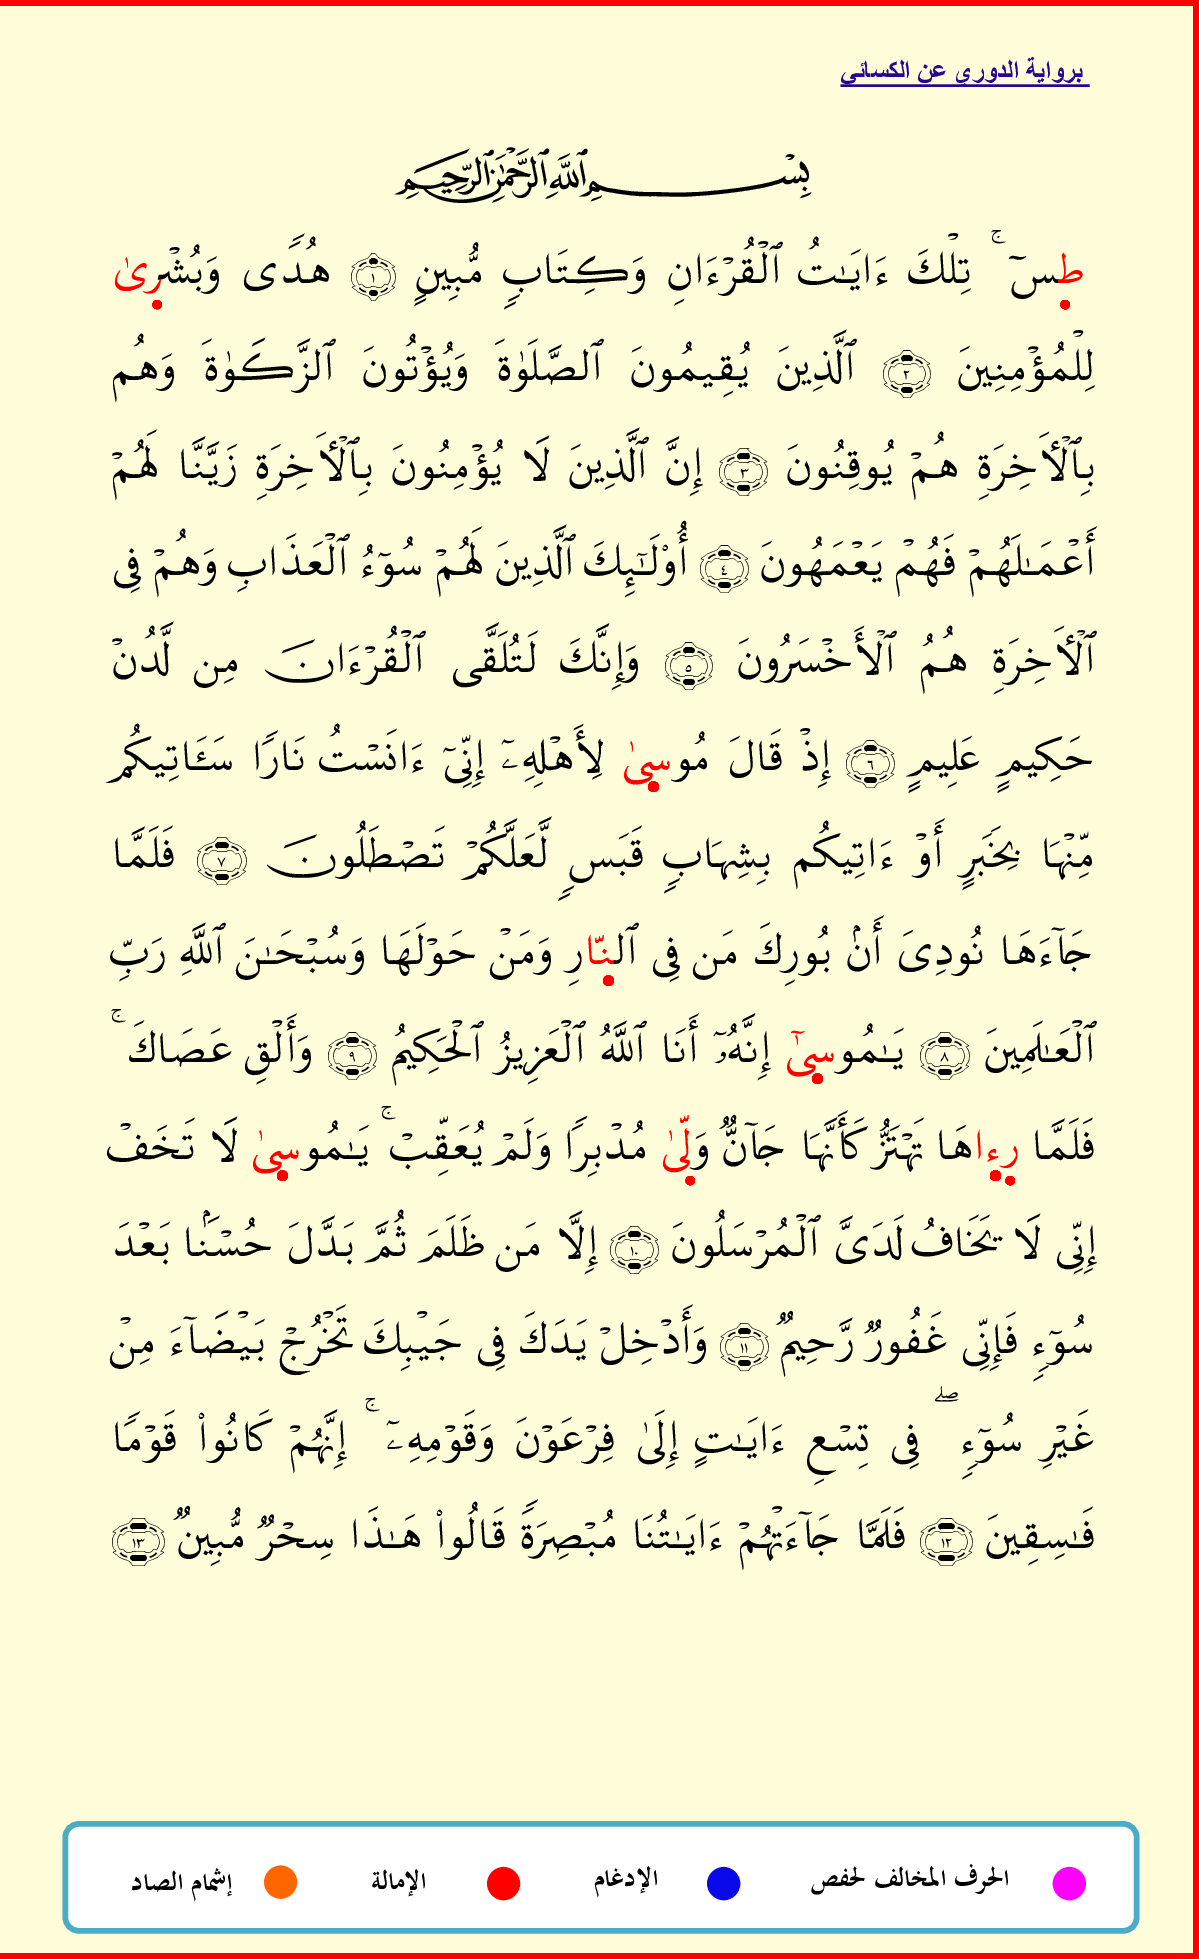 برواية الدوري عن الكسائي
بِسْمِ ٱللَّهِ ٱلرَّحْمَٰنِ ٱلرَّحِيمِ
طسٓ ۚ تِلْكَ ءَايَـٰتُ ٱلْقُرْءَانِ وَكِتَابٍ مُّبِينٍ ١ هُدًى وَبُشْرِىٰ
لِلْمُؤْمِنِينَ ٢ ٱلَّذِينَ يُقِيمُونَ ٱلصَّلَوٰةَ وَيُؤْتُونَ ٱلزَّكَوٰةَ وَهُم
بِٱلْأَخِرَةِ هُمْ يُوقِنُونَ ٣ إِنَّ ٱلَّذِينَ لَا يُؤْمِنُونَ بِٱلْأَخِرَةِ زَيَّنَّا لَهُمْ
أَعْمَـٰلَهُمْ فَهُمْ يَعْمَهُونَ ٤ أُوْلَـٰٓئِكَ ٱلَّذِينَ لَهُمْ سُوٓءُ ٱلْعَذَابِ وَهُمْ فِى
ٱلْأَخِرَةِ هُمُ ٱلْأَخْسَرُونَ ٥ وَإِنَّكَ لَتُلَقَّى ٱلْقُرْءَانَ مِن لَّدُنْ
حَكِيمٍ عَلِيمٍ ٦ إِذْ قَالَ مُوسِىٰ لِأَهْلِهِۦٓ إِنِّىٓ ءَانَسْتُ نَارًا سَـَٔاتِيكُم
مِّنْهَا بِخَبَرٍ أَوْ ءَاتِيكُم بِشِهَابٍ قَبَسٍ لَّعَلَّكُمْ تَصْطَلُونَ ٧ فَلَمَّا
جَآءَهَا نُودِىَ أَنۢ بُورِكَ مَن فِى ٱلنِّارِ وَمَنْ حَوْلَهَا وَسُبْحَـٰنَ ٱللَّهِ رَبِّ
ٱلْعَـٰلَمِينَ ٨ يَـٰمُوسِىٰٓ إِنَّهُۥٓ أَنَا ٱللَّهُ ٱلْعَزِيزُ ٱلْحَكِيمُ ٩ وَأَلْقِ عَصَاكَ ۚ
فَلَمَّا رِءِاهَا تَهْتَزُّ كَأَنَّهَا جَآنٌّ وَلِّىٰ مُدْبِرًا وَلَمْ يُعَقِّبْ ۚ يَـٰمُوسِىٰ لَا تَخَفْ
إِنِّى لَا يَخَافُ لَدَىَّ ٱلْمُرْسَلُونَ ١٠ إِلَّا مَن ظَلَمَ ثُمَّ بَدَّلَ حُسْنًۢا بَعْدَ
سُوٓءٍ فَإِنِّى غَفُورٌ رَّحِيمٌ ١١ وَأَدْخِلْ يَدَكَ فِى جَيْبِكَ تَخْرُجْ بَيْضَآءَ مِنْ
غَيْرِ سُوٓءٍ ۖ فِى تِسْعِ ءَايَـٰتٍ إِلَىٰ فِرْعَوْنَ وَقَوْمِهِۦٓ ۚ إِنَّهُمْ كَانُوا۟ قَوْمًا
فَـٰسِقِينَ ١٢ فَلَمَّا جَآءَتْهُمْ ءَايَـٰتُنَا مُبْصِرَةً قَالُوا۟ هَـٰذَا سِحْرٌ مُّبِينٌ ١٣
الحرف المخالف لحفص الإدغام الإمالة إشمام الصاد